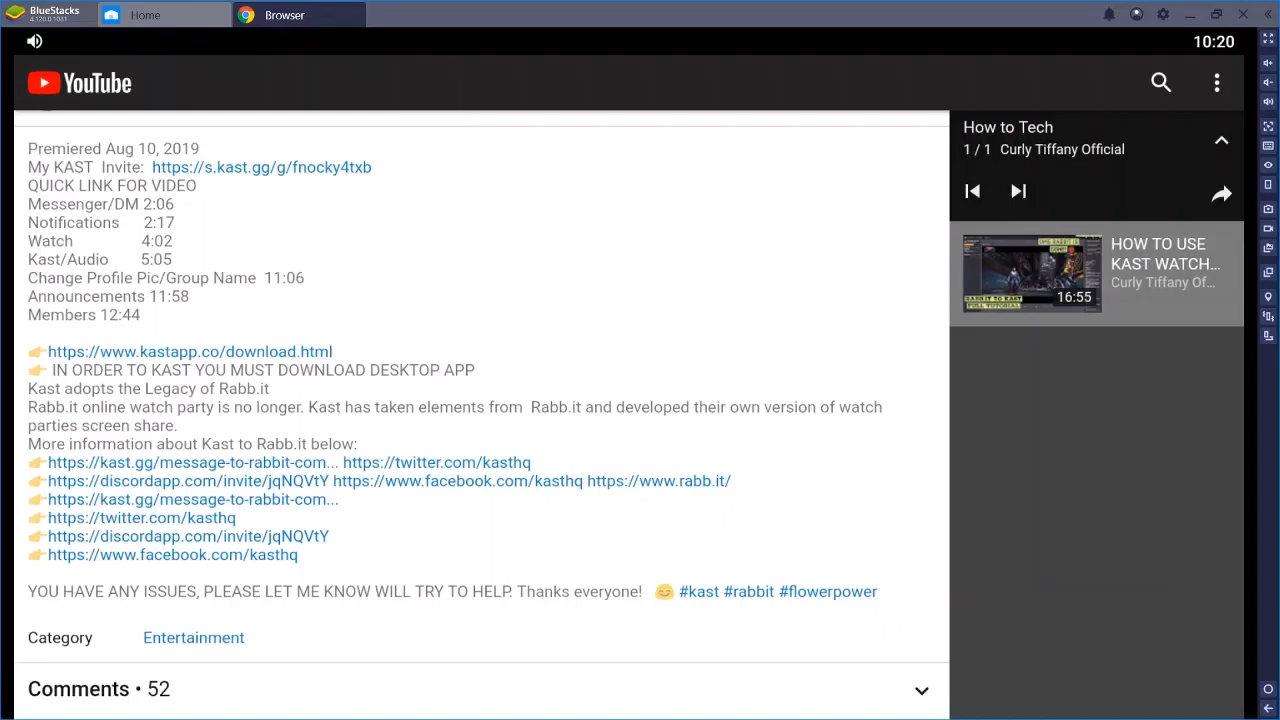 BlueStacks
4.120.0.1081
Home
Browser
10:20
YouTube
Premiered Aug 10, 2019
My KAST Invite: https://s.kast.gg/g/fnocky4txb
QUICK LINK FOR VIDEO
Messenger/DM 2:06
Notifications 2:17
Watch 4:02
Kast/Audio 5:05
Change Profile Pic/Group Name 11:06
Announcements 11:58
Members 12:44
👉https://www.kastapp.co/download.html
👉 IN ORDER TO KAST YOU MUST DOWNLOAD DESKTOP APP
Kast adopts the Legacy of Rabb.it
Rabb.it online watch party is no longer. Kast has taken elements from Rabb.it and developed their own version of watch
parties screen share.
More information about Kast to Rabb.it below:
👉https://kast.gg/message-to-rabbit-com... https://twitter.com/kasthq
👉https://discordapp.com/invite/jqNQVtY https://www.facebook.com/kasthq https://www.rabb.it/
👉https://kast.gg/message-to-rabbit-com...
👉https://twitter.com/kasthq
👉https://discordapp.com/invite/jqNQVtY
👉https://www.facebook.com/kasthq
YOU HAVE ANY ISSUES, PLEASE LET ME KNOW WILL TRY TO HELP. Thanks everyone! 🤗 #kast #rabbit #flowerpower
Category Entertainment
Comments • 52
How to Tech
1 / 1 Curly Tiffany Official
HOW TO USE
KAST WATCH...
Curly Tiffany Of...
16:55
RABBIT TO KAST
FULL TUTORIAL